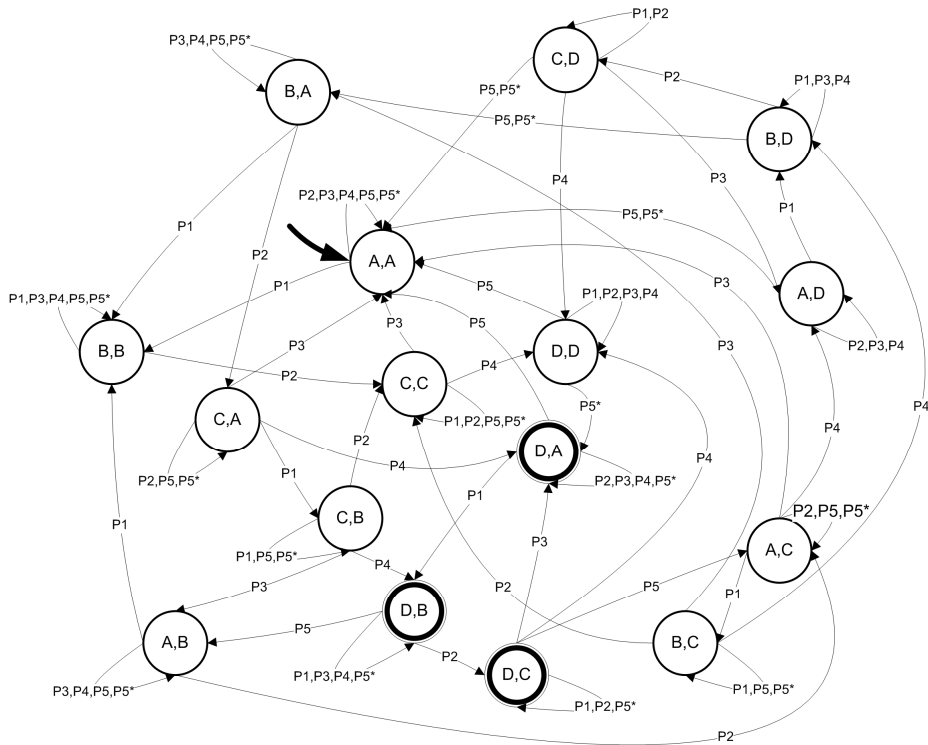 P1,P2
P3,P4,P5,P5*
C,D
P2
P1,P3,P4
B,A
P5,P5*
P5,P5*
B,D
P4
P3
P2,P3,P4,P5,P5*
P1
P5,P5*
P1
P2
A,A
P3
P5
P1
P1,P2,P3,P4
A,D
P1,P3,P4,P5,P5*
P3
P5
P3
P2,P3,P4
B,B
D,D
P3
P4
P2
C,C
P4
P5*
P1,P2,P5,P5*
C,A
P2
P4
P4
D,A
P4
P1
P2,P5,P5*
P2,P3,P4,P5*
P1
C,B
P2,P5,P5*
P1
P3
A,C
P1,P5,P5*
P4
P3
P5
P2
P1
D,B
P5
A,B
P2
B,C
P1,P3,P4,P5*
D,C
P3,P4,P5,P5*
P1,P5,P5*
P1,P2,P5*
P2